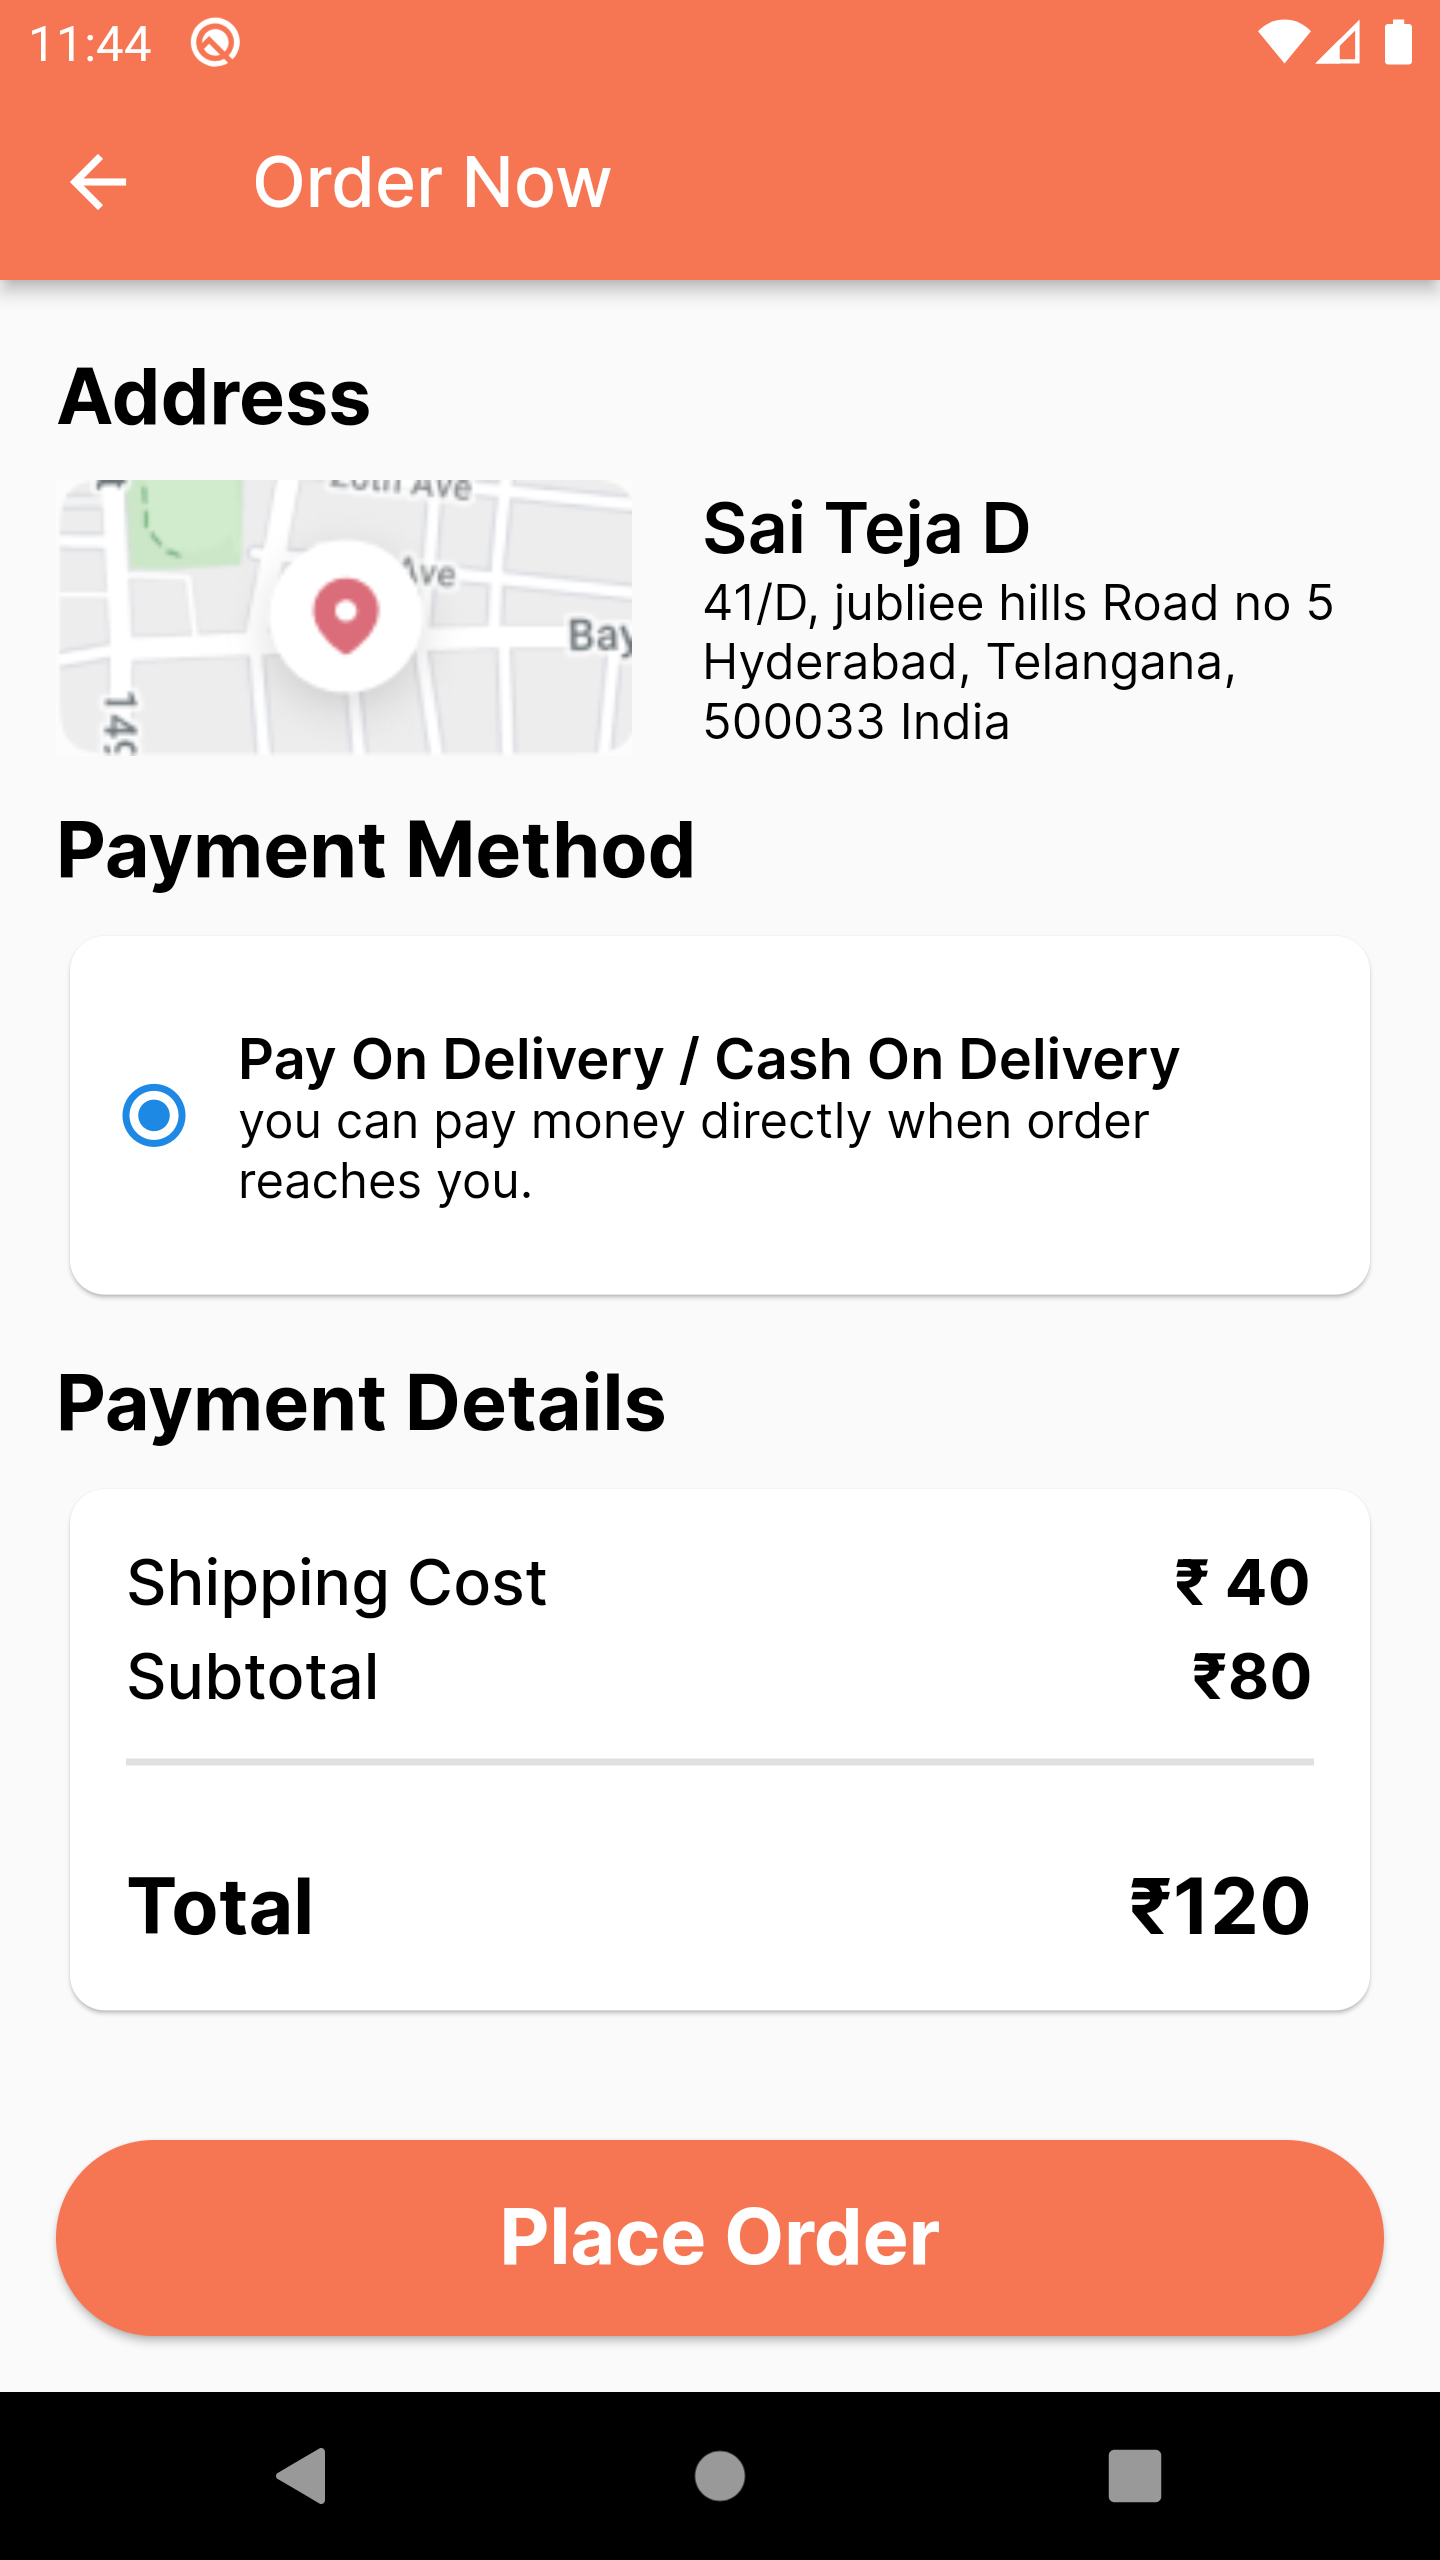 11:44
Order Now
Address
Ave
Ave
Bay
Sai Teja D
41/D, jubliee hills Road no 5
Hyderabad, Telangana,
500033 India
Payment Method
Pay On Delivery / Cash On Delivery
you can pay money directly when order
reaches you.
Payment Details
Shipping Cost ₹ 40
Subtotal ₹80
Total ₹120
Place Order